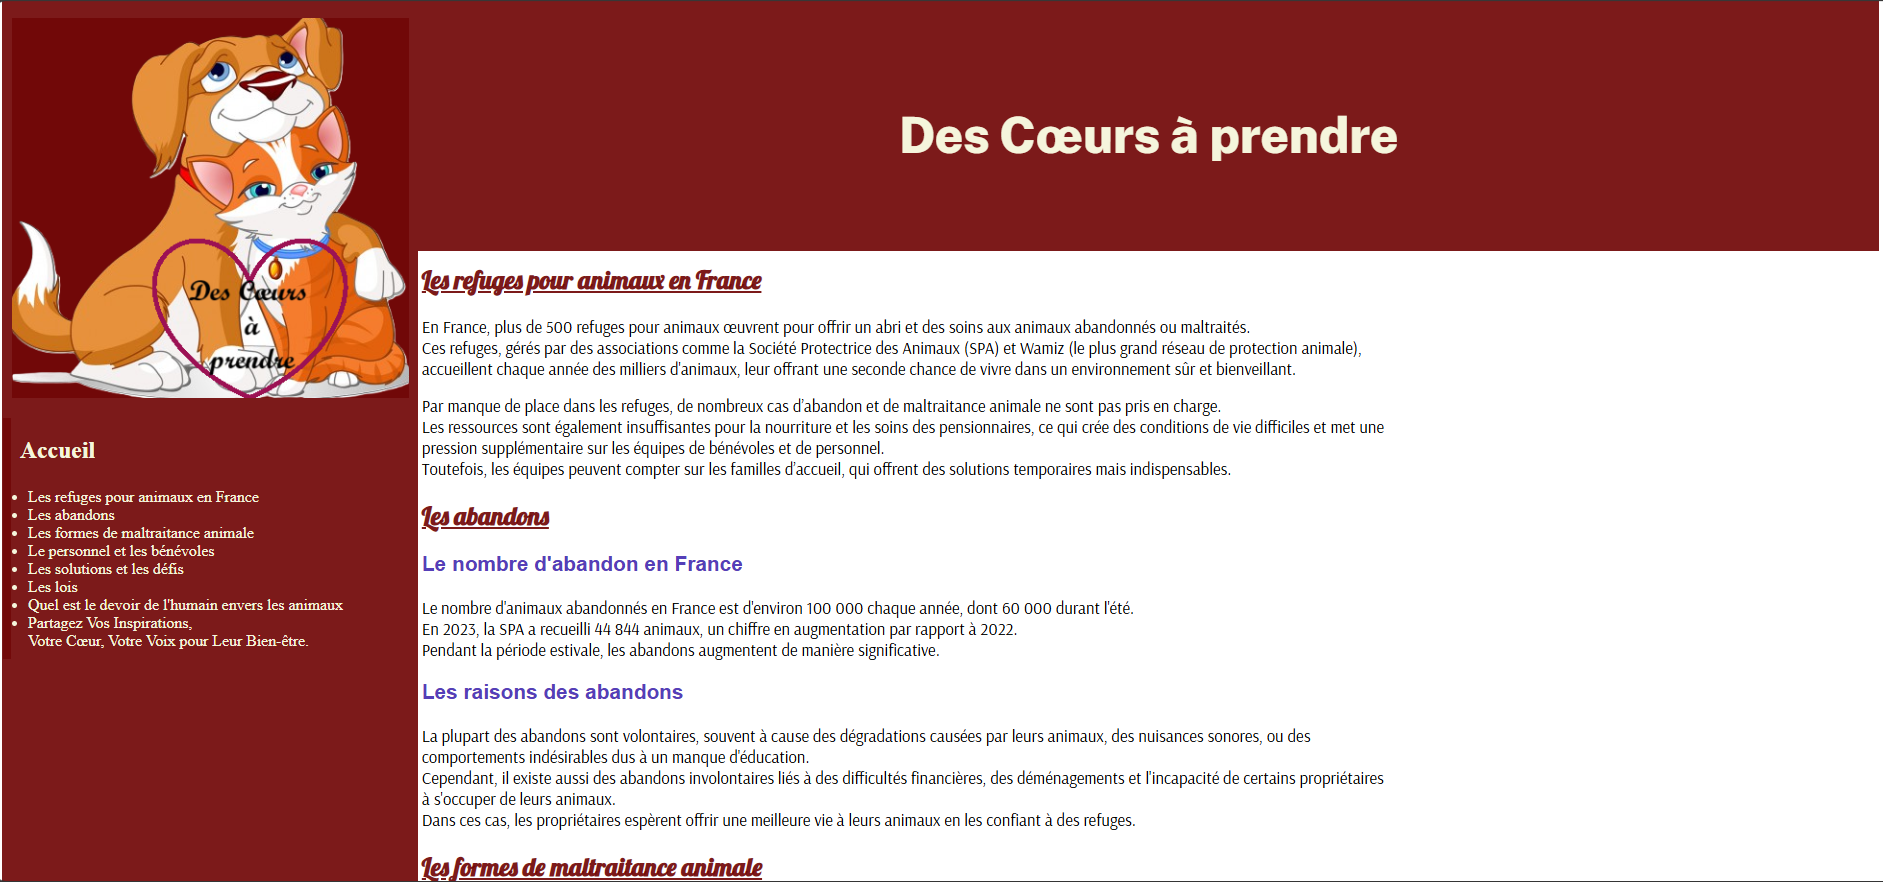 Des Cœurs
à
prendre
Des Cœurs à prendre
Accueil
Les refuges pour animaux en France
Les abandons
Les formes de maltraitance animale
Le personnel et les bénévoles
Les solutions et les défis
Les lois
Quel est le devoir de l'humain envers les animaux
Partagez Vos Inspirations,
Votre Cœur, Votre Voix pour Leur Bien-être.
Les refuges pour animaux en France
En France, plus de 500 refuges pour animaux œuvrent pour offrir un abri et des soins aux animaux abandonnés ou maltraités.
Ces refuges, gérés par des associations comme la Société Protectrice des Animaux (SPA) et Wamiz (le plus grand réseau de protection animale),
accueillent chaque année des milliers d'animaux, leur offrant une seconde chance de vivre dans un environnement sûr et bienveillant.
Par manque de place dans les refuges, de nombreux cas d’abandon et de maltraitance animale ne sont pas pris en charge.
Les ressources sont également insuffisantes pour la nourriture et les soins des pensionnaires, ce qui crée des conditions de vie difficiles et met une
pression supplémentaire sur les équipes de bénévoles et de personnel.
Toutefois, les équipes peuvent compter sur les familles d’accueil, qui offrent des solutions temporaires mais indispensables.
Les abandons
Le nombre d'abandon en France
Le nombre d'animaux abandonnés en France est d'environ 100 000 chaque année, dont 60 000 durant l'été.
En 2023, la SPA a recueilli 44 844 animaux, un chiffre en augmentation par rapport à 2022.
Pendant la période estivale, les abandons augmentent de manière significative.
Les raisons des abandons
La plupart des abandons sont volontaires, souvent à cause des dégradations causées par leurs animaux, des nuisances sonores, ou des
comportements indésirables dus à un manque d'éducation.
Cependant, il existe aussi des abandons involontaires liés à des difficultés financières, des déménagements et l'incapacité de certains propriétaires
à s'occuper de leurs animaux.
Dans ces cas, les propriétaires espèrent offrir une meilleure vie à leurs animaux en les confiant à des refuges.
Les formes de maltraitance animale